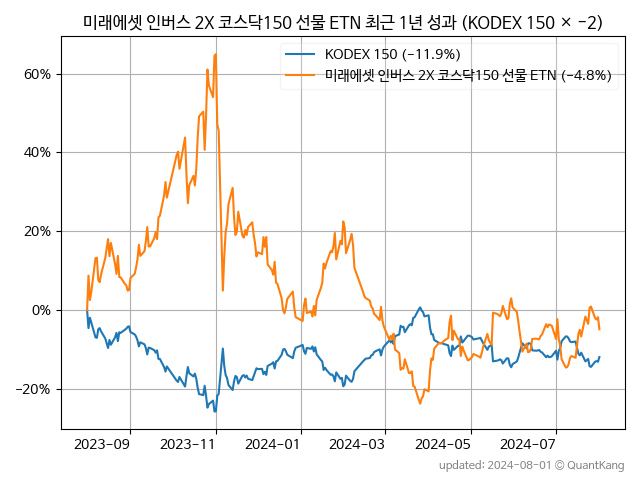 미래에셋 인버스 2X 코스닥150 선물 ETN 최근 1년 성과 (KODEX 150 × −2)
KODEX 150 (−11.9%)
미래에셋 인버스 2X 코스닥150 선물 ETN (−4.8%)
60%
40%
20%
0%
−20%
2023−09
2023−11
2024−01
2024−03
2024−05
2024−07
updated: 2024−08−01 © QuantKang